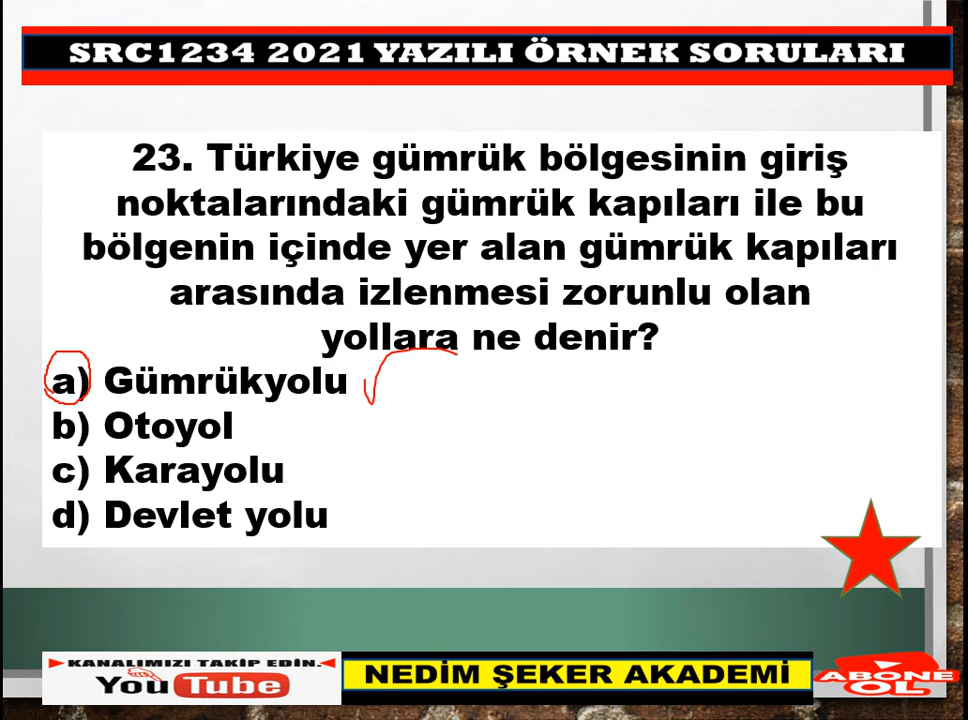 SRC1234 2021 YAZILI ÖRNEK SORULARI
23. Türkiye gümrük bölgesinin giriş
noktalarındaki gümrük kapıları ile bu
bölgenin içinde yer alan gümrük kapıları
arasında izlenmesi zorunlu olan
yollara ne denir?
a) Gümrükyolu
b) Otoyol
c) Karayolu
d) Devlet yolu
KANALIMIZI TAKİP EDİN.
YouTube
NEDİM ŞEKER AKADEMİ
ABONE
OL